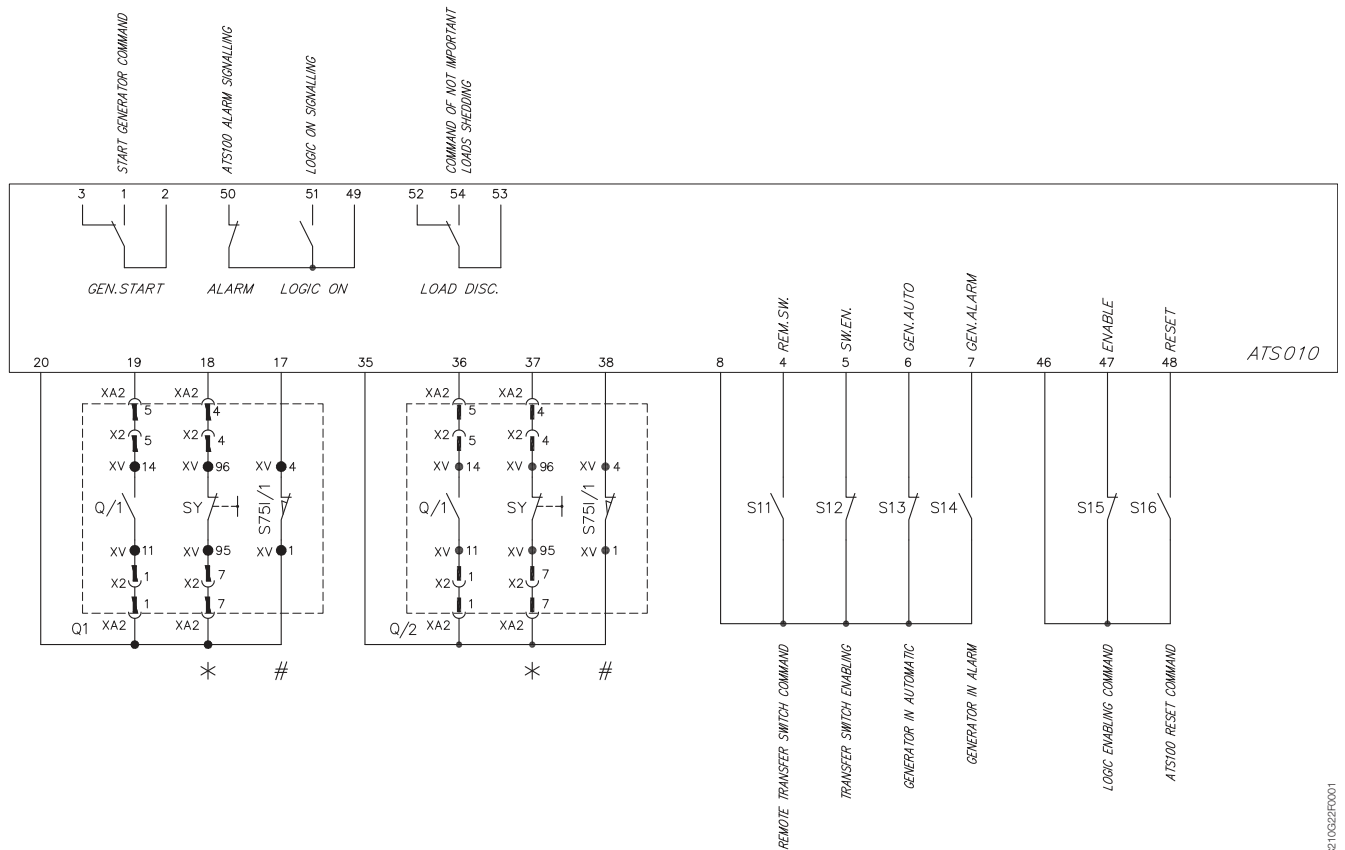 START GENERATOR COMMAND
ATS100 ALARM SIGNALLING
LOGIC ON SIGNALLING
COMMAND OF NOT IMPORTANT
LOADS SHEDDING
3 1 2 50 51 49 52 54 53
GEN.START ALARM LOGIC ON LOAD DISC.
REM.SW.
SW.EN.
GEN.AUTO
GEN.ALARM
ENABLE
RESET
ATS010
20 19 18 17 35 36 37 38 8 4 5 6 7 46 47 48
XA2 XA2 XA2 XA2
5 4 5 4
X2 5 X2 4 X2 5 X2 4
XV 14 XV 96 XV 4 XV 14 XV 96 XV 4
Q/1 SY S75I/1 Q/1 SY S75I/1
S11 S12 S13 S14 S15 S16
XV 11 XV 95 XV 1 XV 11 XV 95 XV 1
X2 1 X2 7 X2 1 X2 7
1 7 1 7
Q1 XA2 XA2 Q/2 XA2 XA2
* # * #
REMOTE TRANSFER SWITCH COMMAND
TRANSFER SWITCH ENABLING
GENERATOR IN AUTOMATIC
GENERATOR IN ALARM
LOGIC ENABLING COMMAND
ATS100 RESET COMMAND